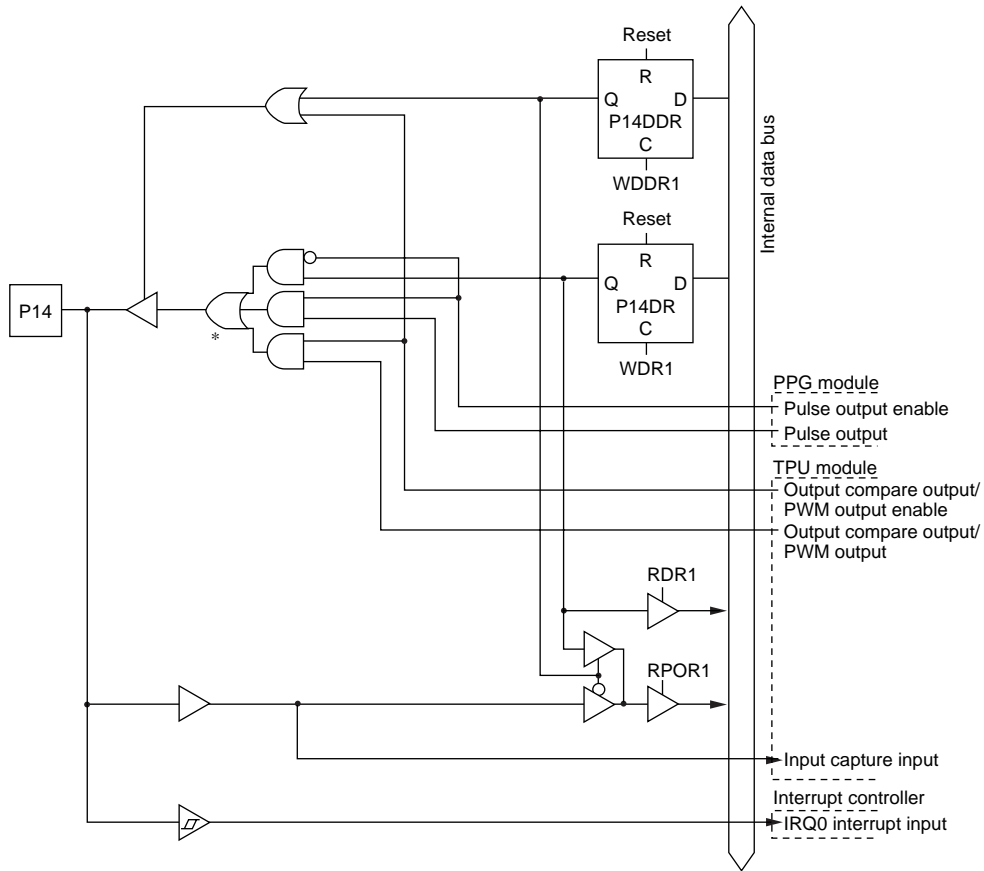 Reset
R
Q D
P14DDR
C
WDDR1
Internal data bus
Reset
R
Q D
P14DR
C
WDR1
P14
*
PPG module
Pulse output enable
Pulse output
TPU module
Output compare output/
PWM output enable
Output compare output/
PWM output
RDR1
RPOR1
Input capture input
Interrupt controller
IRQ0 interrupt input